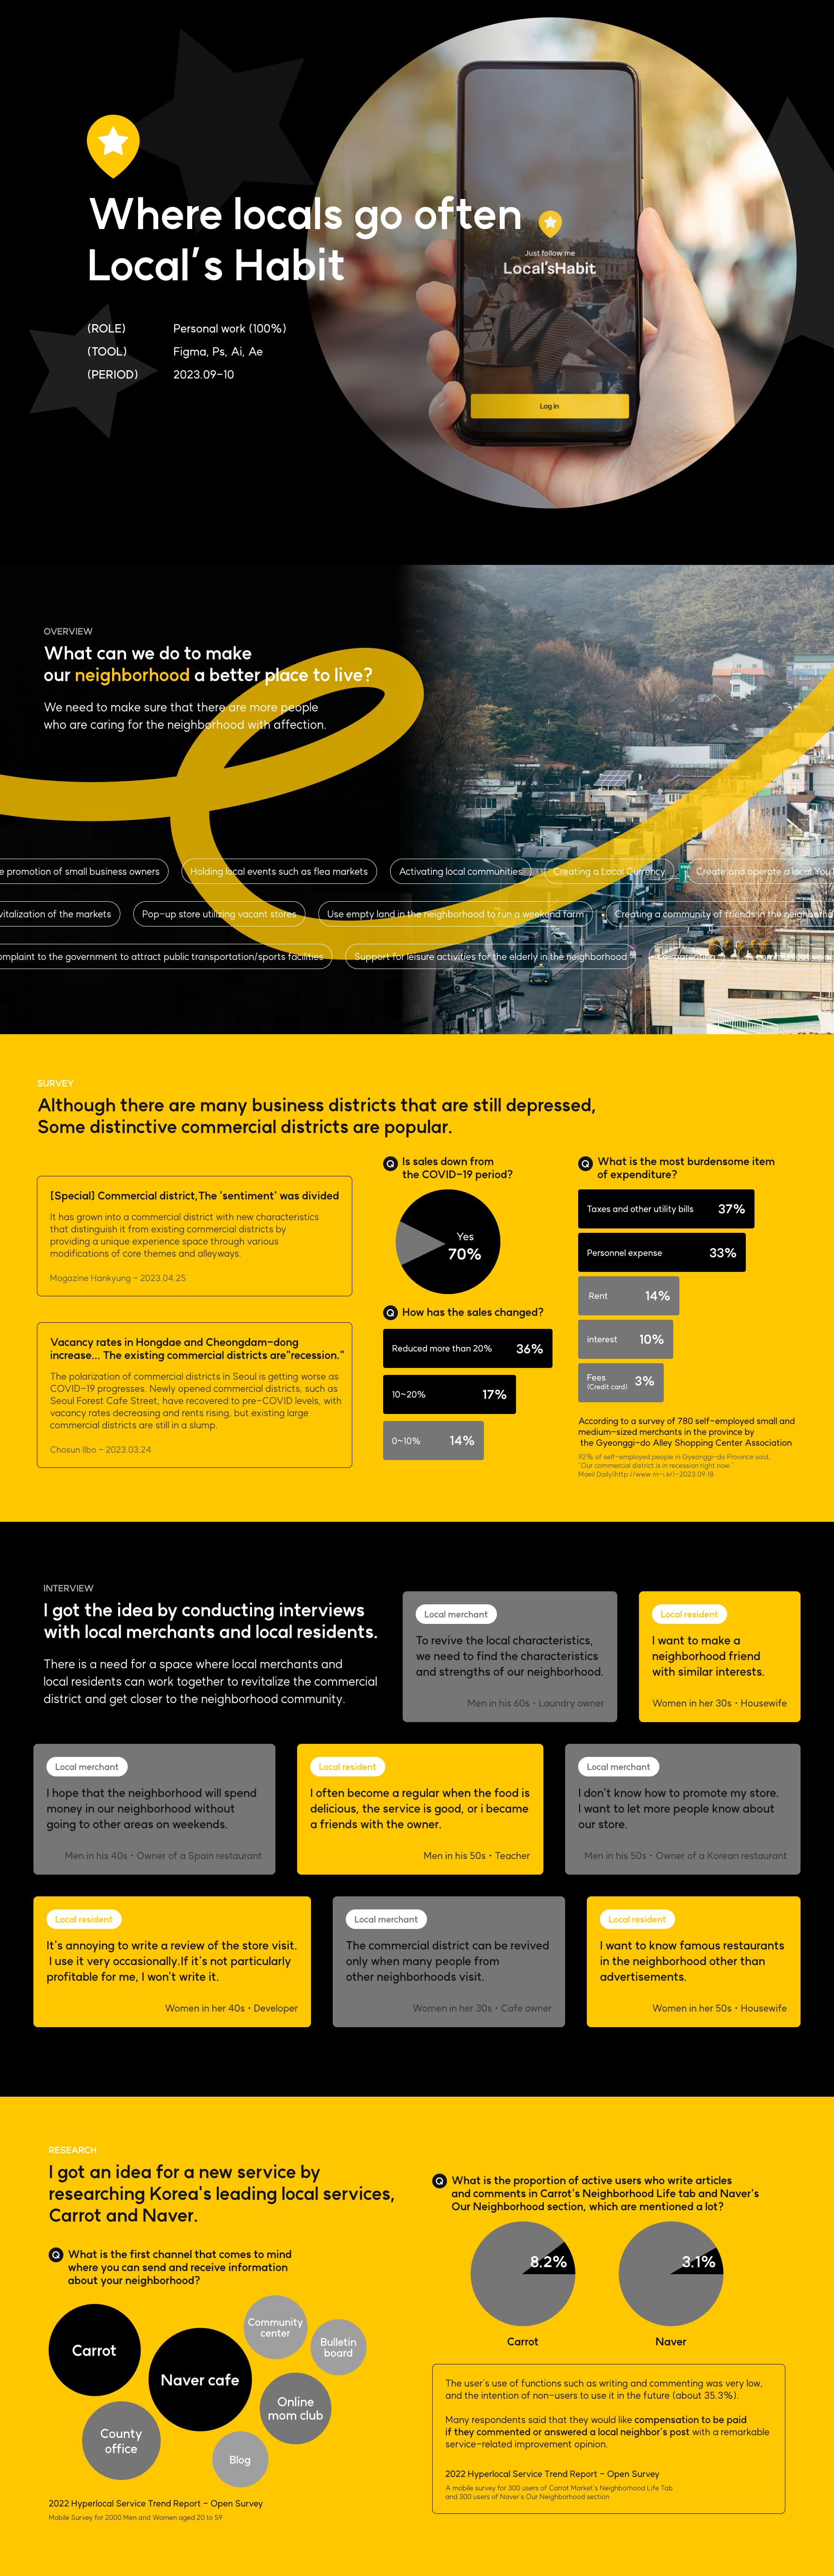 Where locals go often
Local's Habit
(ROLE) Personal work (100%)
(TOOL) Figma, Ps, Ai, Ae
(PERIOD) 2023.09-10
Just follow me
Local'sHabit
Log in
OVERVIEW
What can we do to make
our neighborhood a better place to live?
We need to make sure that there are more people
who are caring for the neighborhood with affection.
e promotion of small business owners
Holding local events such as flea markets
Activating local communities
Creating a Local Currency
Create and operate a local You
vitalization of the markets
Pop-up store utilizing vacant stores
Use empty land in the neighborhood to run a weekend farm
Creating a community of friends in the neighborho
omplaint to the government to attract public transportation/sports facilities
Support for leisure activities for the elderly in the neighborhood
SURVEY
Although there are many business districts that are still depressed,
Some distinctive commercial districts are popular.
[Special] Commercial district,The 'sentiment' was divided
It has grown into a commercial district with new characteristics
that distinguish it from existing commercial districts by
providing a unique experience space through various
modifications of core themes and alleyways.
Magazine Hankyung - 2023.04.25
Vacancy rates in Hongdae and Cheongdam-dong
increase... The existing commercial districts are"recession."
The polarization of commercial districts in Seoul is getting worse as
COVID-19 progresses. Newly opened commercial districts, such as
Seoul Forest Cafe Street, have recovered to pre-COVID levels, with
vacancy rates decreasing and rents rising, but existing large
commercial districts are still in a slump.
Chosun Ilbo - 2023.03.24
Q Is sales down from
the COVID-19 period?
Yes
70%
Q How has the sales changed?
Reduced more than 20% 36%
10~20% 17%
0~10% 14%
Q What is the most burdensome item
of expenditure?
Taxes and other utility bills 37%
Personnel expense 33%
Rent 14%
interest 10%
Fees
(Credit card) 3%
According to a survey of 780 self-employed small and
medium-sized merchants in the province by
the Gyeonggi-do Alley Shopping Center Association
92% of self-employed people in Gyeonggi-do Province said,
"Our commercial district is in recession right now."
Maeil Daily(http://www.m-i.kr)-2023.09.18
INTERVIEW
I got the idea by conducting interviews
with local merchants and local residents.
There is a need for a space where local merchants and
local residents can work together to revitalize the commercial
district and get closer to the neighborhood community.
Local merchant
To revive the local characteristics,
we need to find the characteristics
and strengths of our neighborhood.
Men in his 60s · Laundry owner
Local resident
I want to make a
neighborhood friend
with similar interests.
Women in her 30s · Housewife
Local merchant
I hope that the neighborhood will spend
money in our neighborhood without
going to other areas on weekends.
Men in his 40s · Owner of a Spain restaurant
Local resident
I often become a regular when the food is
delicious, the service is good, or i became
a friends with the owner.
Men in his 50s · Teacher
Local merchant
I don't know how to promote my store.
I want to let more people know about
our store.
Men in his 50s · Owner of a Korean restaurant
Local resident
It's annoying to write a review of the store visit.
I use it very occasionally.If it's not particularly
profitable for me, I won't write it.
Women in her 40s · Developer
Local merchant
The commercial district can be revived
only when many people from
other neighborhoods visit.
Women in her 30s · Cafe owner
Local resident
I want to know famous restaurants
in the neighborhood other than
advertisements.
Women in her 50s · Housewife
RESEARCH
I got an idea for a new service by
researching Korea's leading local services,
Carrot and Naver.
Q What is the first channel that comes to mind
where you can send and receive information
about your neighborhood?
Carrot
Naver cafe
Community
center
Bulletin
board
Online
mom club
County
office
Blog
2022 Hyperlocal Service Trend Report - Open Survey
Mobile Survey for 2000 Men and Women aged 20 to 59
Q What is the proportion of active users who write articles
and comments in Carrot's Neighborhood Life tab and Naver's
Our Neighborhood section, which are mentioned a lot?
8.2%
Carrot
3.1%
Naver
The user's use of functions such as writing and commenting was very low,
and the intention of non-users to use it in the future (about 35.3%).
Many respondents said that they would like compensation to be paid
if they commented or answered a local neighbor's post with a remarkable
service-related improvement opinion.
2022 Hyperlocal Service Trend Report - Open Survey
A mobile survey for 300 users of Carrot Market's Neighborhood Life Tab
and 300 users of Naver's Our Neighborhood section